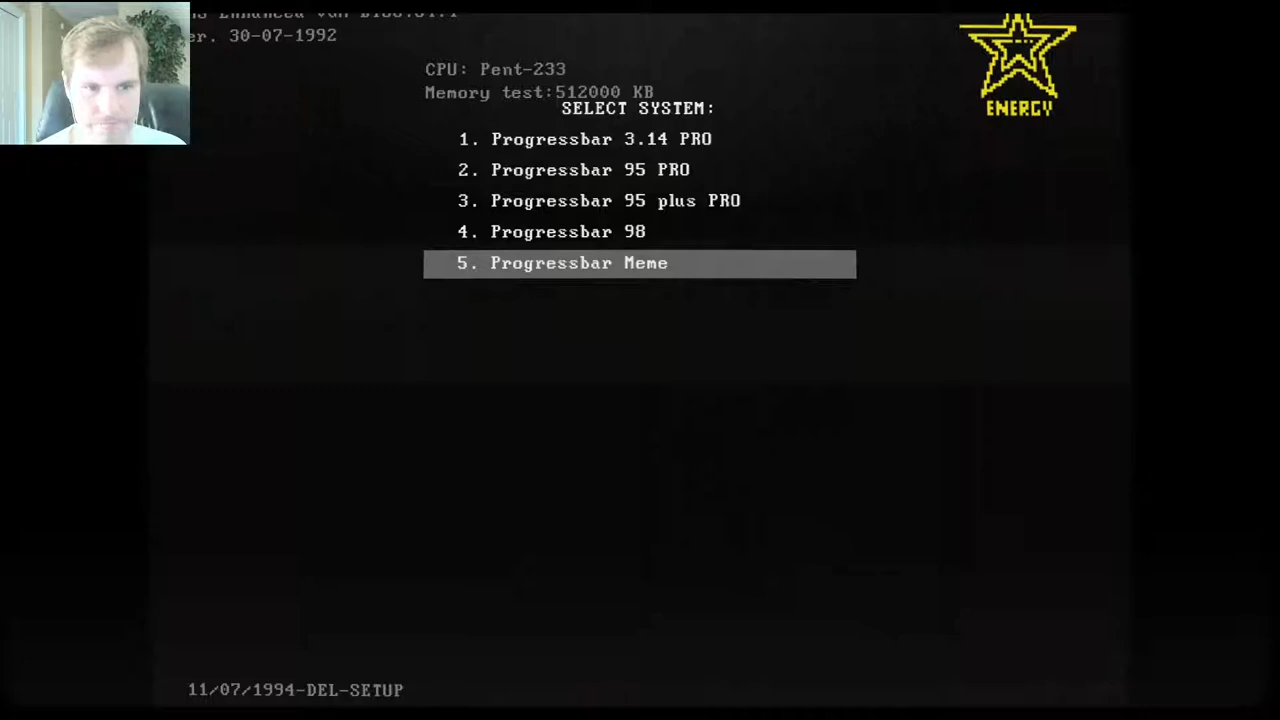 er. 30-07-1992
ENERGY
CPU: Pent-233
Memory test:512000 KB
SELECT SYSTEM:
1. Progressbar 3.14 PRO
2. Progressbar 95 PRO
3. Progressbar 95 plus PRO
4. Progressbar 98
5. Progressbar Meme
11/07/1994-DEL-SETUP